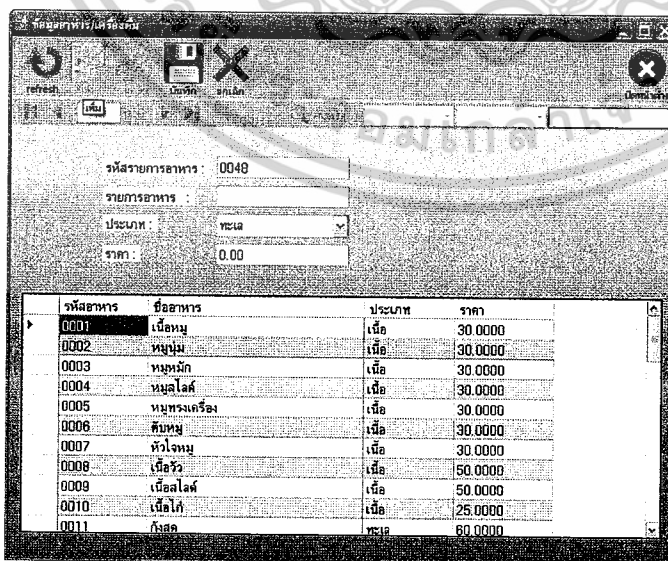 ข้อมูลอาหาร/เครื่องดื่ม
refresh บันทึก ยกเลิก
เพิ่ม
รหัสรายการอาหาร : 0048
รายการอาหาร :
ประเภท : ทะเล
ราคา : 0.00
รหัสอาหาร ชื่ออาหาร ประเภท ราคา
0001 เนื้อหมู เนื้อ 30.0000
0002 หมูนุ่ม เนื้อ 30.0000
0003 หมูหมัก เนื้อ 30.0000
0004 หมูสไลด์ เนื้อ 30.0000
0005 หมูทรงเครื่อง เนื้อ 30.0000
0006 ตับหมู เนื้อ 30.0000
0007 หัวใจหมู เนื้อ 30.0000
0008 เนื้อวัว เนื้อ 50.0000
0009 เนื้อสไลด์ เนื้อ 50.0000
0010 เนื้อไก่ เนื้อ 25.0000
0011 กุ้งสด ทะเล 60.0000